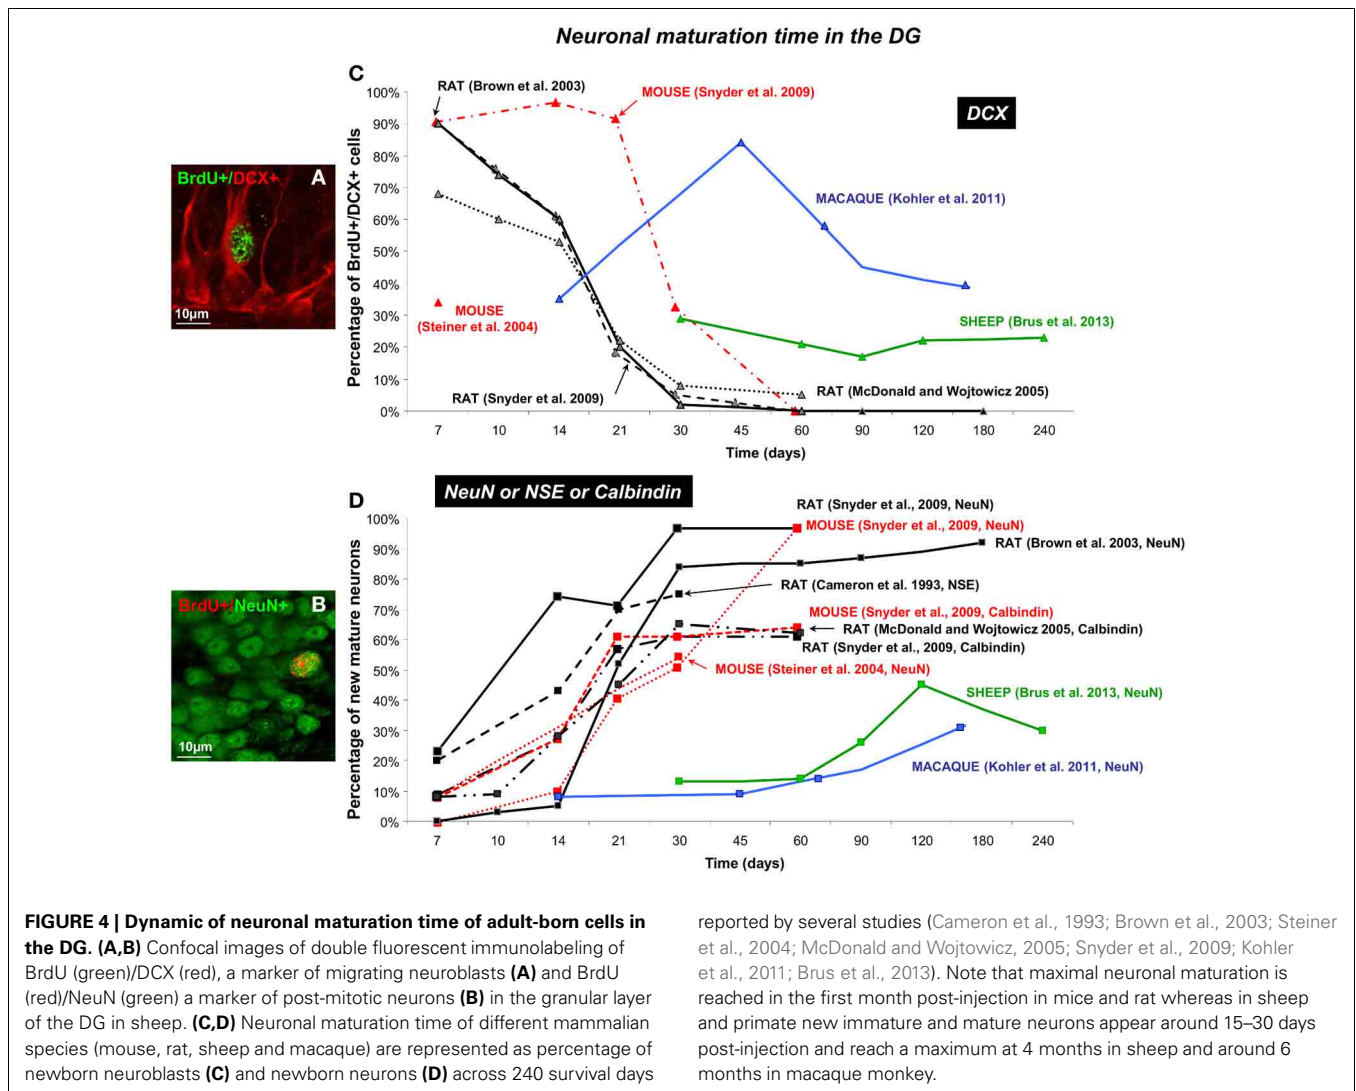 Neuronal maturation time in the DG
C
RAT (Brown et al. 2003)
MOUSE (Snyder et al. 2009)
DCX
Percentage of BrdU+/DCX+ cells
100%
90%
80%
70%
60%
50%
40%
30%
20%
10%
0%
BrdU+/DCX+
A
10µm
MACAQUE (Kohler et al. 2011)
MOUSE
(Steiner et al. 2004)
SHEEP (Brus et al. 2013)
RAT (Snyder et al. 2009)
RAT (McDonald and Wojtowicz 2005)
7 10 14 21 30 45 60 90 120 180 240
Time (days)
D
NeuN or NSE or Calbindin
Percentage of new mature neurons
100%
90%
80%
70%
60%
50%
40%
30%
20%
10%
0%
RAT (Snyder et al., 2009, NeuN)
MOUSE (Snyder et al., 2009, NeuN)
RAT (Brown et al. 2003, NeuN)
RAT (Cameron et al. 1993, NSE)
BrdU+/NeuN+
B
10µm
MOUSE (Snyder et al., 2009, Calbindin)
RAT (McDonald and Wojtowicz 2005, Calbindin)
RAT (Snyder et al., 2009, Calbindin)
MOUSE (Steiner et al. 2004, NeuN)
SHEEP (Brus et al. 2013, NeuN)
MACAQUE (Kohler et al. 2011, NeuN)
7 10 14 21 30 45 60 90 120 180 240
Time (days)
FIGURE 4 | Dynamic of neuronal maturation time of adult-born cells in
the DG. (A,B) Confocal images of double fluorescent immunolabeling of
BrdU (green)/DCX (red), a marker of migrating neuroblasts (A) and BrdU
(red)/NeuN (green) a marker of post-mitotic neurons (B) in the granular layer
of the DG in sheep. (C,D) Neuronal maturation time of different mammalian
species (mouse, rat, sheep and macaque) are represented as percentage of
newborn neuroblasts (C) and newborn neurons (D) across 240 survival days
reported by several studies (Cameron et al., 1993; Brown et al., 2003; Steiner
et al., 2004; McDonald and Wojtowicz, 2005; Snyder et al., 2009; Kohler
et al., 2011; Brus et al., 2013). Note that maximal neuronal maturation is
reached in the first month post-injection in mice and rat whereas in sheep
and primate new immature and mature neurons appear around 15–30 days
post-injection and reach a maximum at 4 months in sheep and around 6
months in macaque monkey.